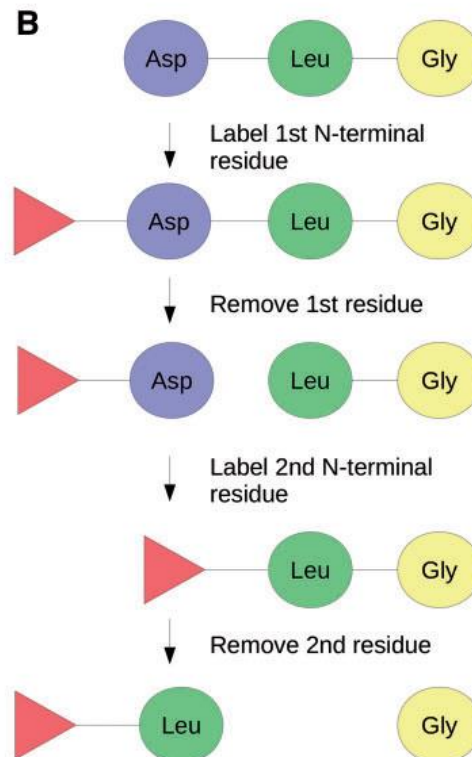 B
Asp Leu Gly
Label 1st N-terminal
residue
Asp Leu Gly
Remove 1st residue
Asp Leu Gly
Label 2nd N-terminal
residue
Leu Gly
Remove 2nd residue
Leu Gly